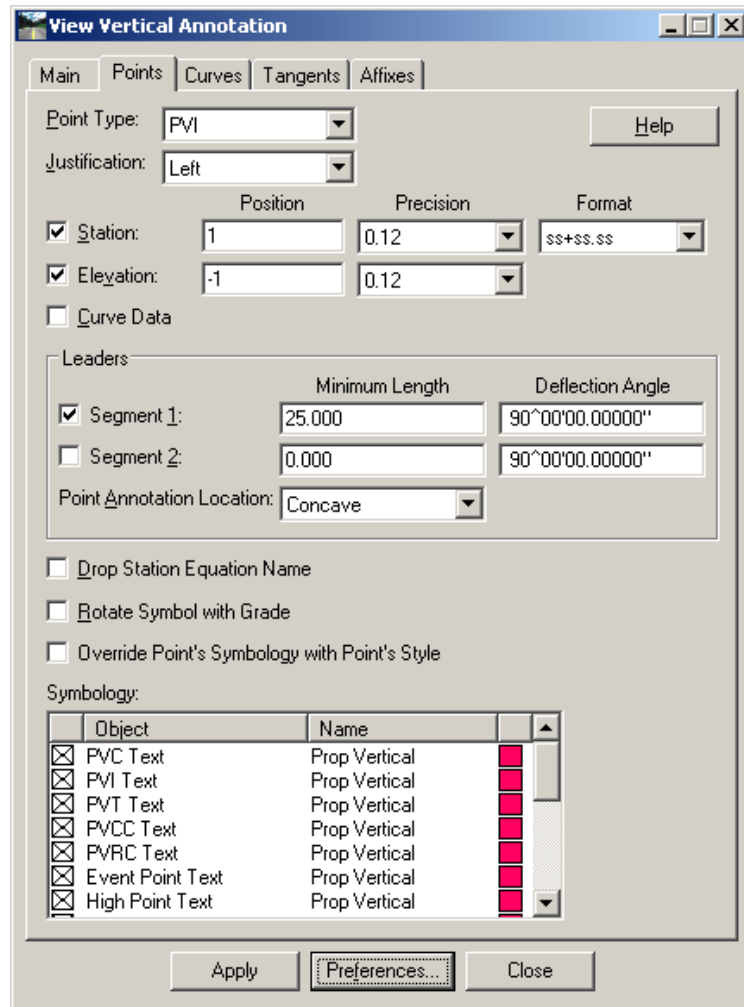 View Vertical Annotation
Main Points Curves Tangents Affixes
Point Type: PVI Help
Justification: Left
Position Precision Format
Station: 1 0.12 ss+ss.ss
Elevation: -1 0.12
Curve Data
Leaders
Minimum Length Deflection Angle
Segment 1: 25.000 90^00'00.00000"
Segment 2: 0.000 90^00'00.00000"
Point Annotation Location: Concave
Drop Station Equation Name
Rotate Symbol with Grade
Override Point's Symbology with Point's Style
Symbology:
Object Name
PVC Text Prop Vertical
PVI Text Prop Vertical
PVT Text Prop Vertical
PVCC Text Prop Vertical
PVRC Text Prop Vertical
Event Point Text Prop Vertical
High Point Text Prop Vertical
Apply Preferences... Close